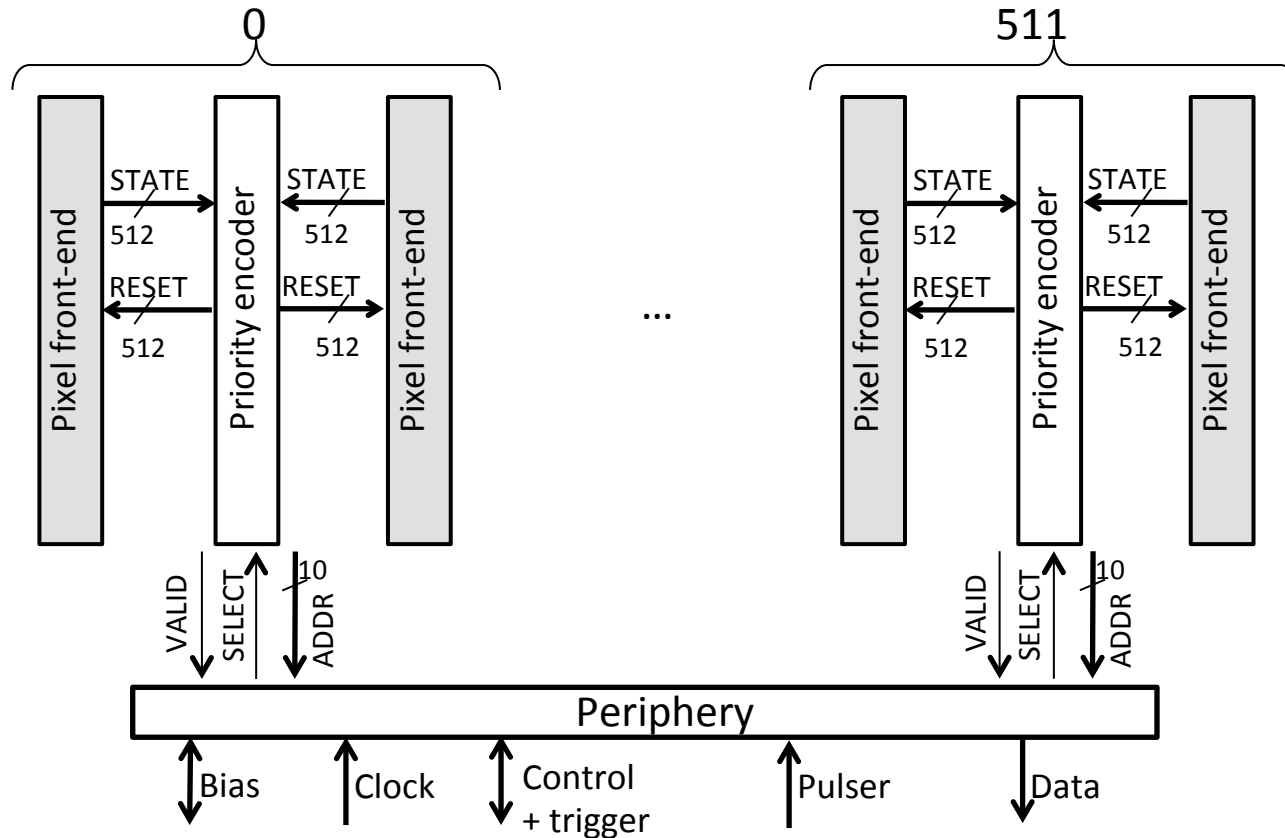 0
511
Pixel front-end
STATE
512
RESET
512
Priority encoder
STATE
512
RESET
512
Pixel front-end
...
Pixel front-end
STATE
512
RESET
512
Priority encoder
STATE
512
RESET
512
Pixel front-end
VALID
SELECT
10
ADDR
VALID
SELECT
10
ADDR
Periphery
Bias
Clock
Control
+ trigger
Pulser
Data